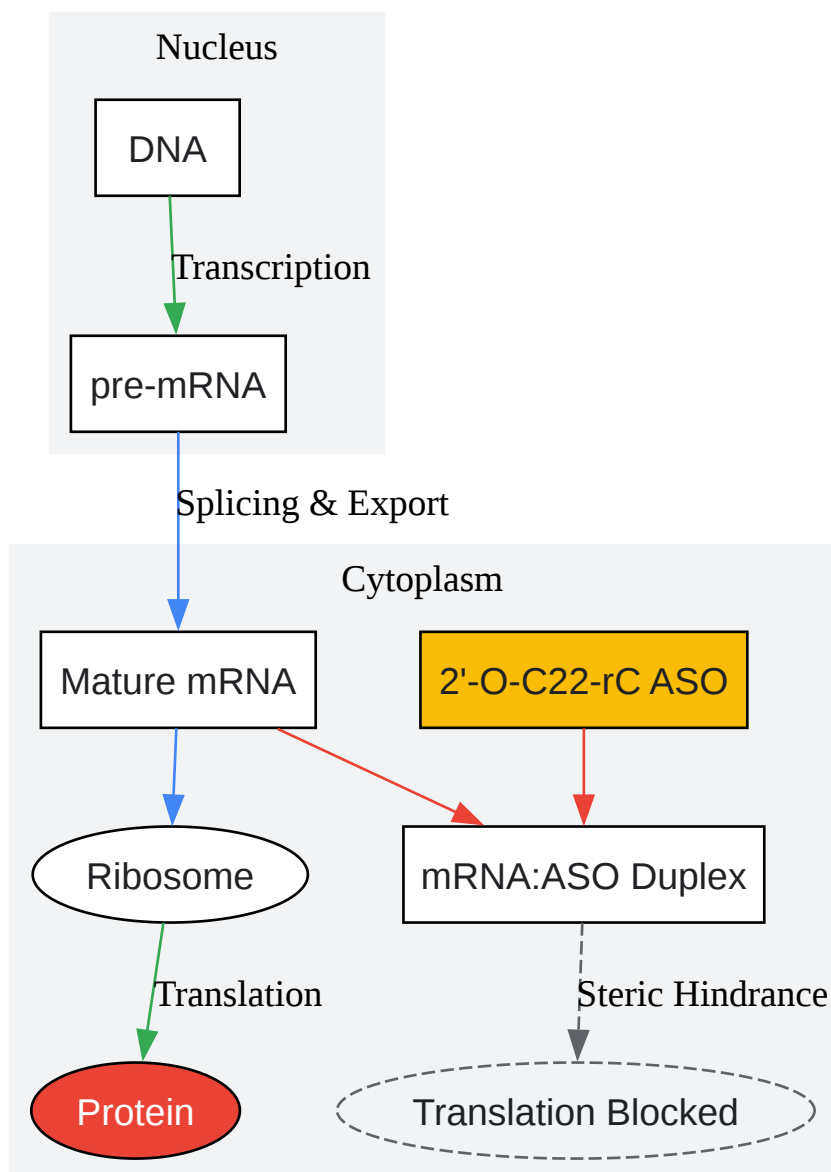 Nucleus
DNA
Transcription
pre-mRNA
Splicing & Export
Cytoplasm
Mature mRNA
2'-O-C22-rC ASO
Ribosome
mRNA:ASO Duplex
Translation
Steric Hindrance
Protein
Translation Blocked